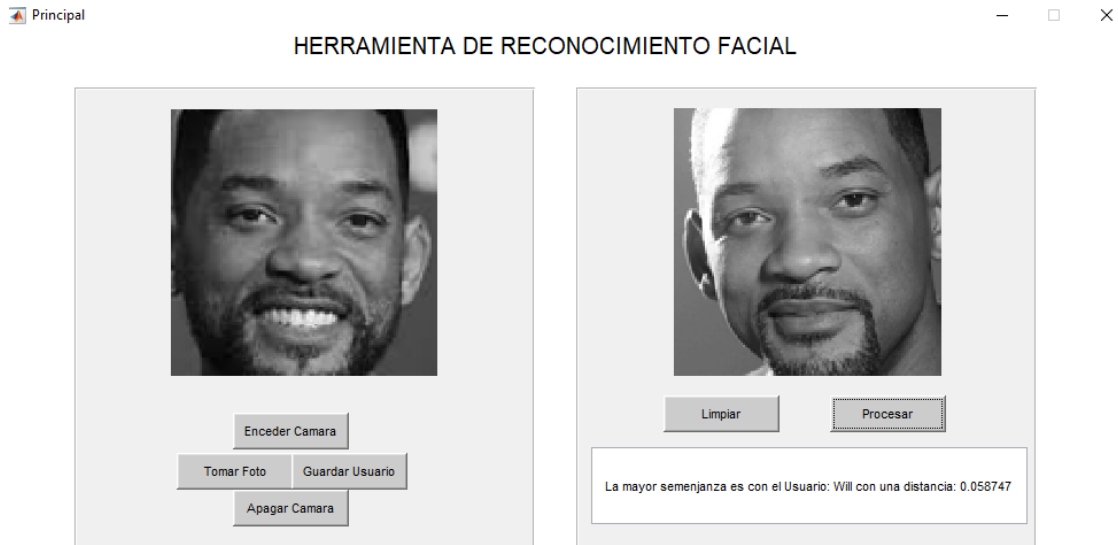 Principal
HERRAMIENTA DE RECONOCIMIENTO FACIAL
Enceder Camara
Tomar Foto
Guardar Usuario
Apagar Camara
Limpiar
Procesar
La mayor semenjanza es con el Usuario: Will con una distancia: 0.058747